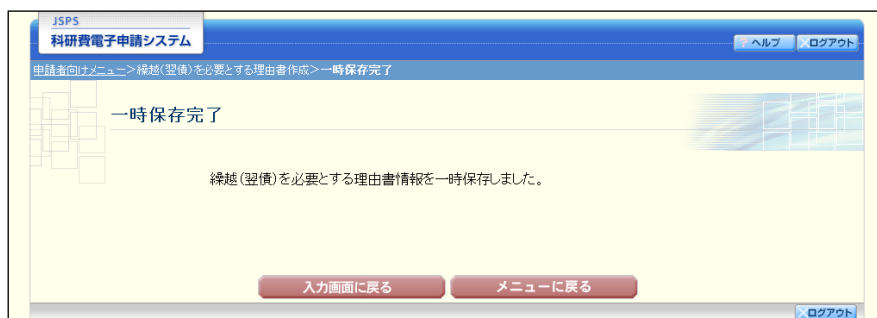 JSPS
科研費電子申請システム
? ヘルプ
ログアウト
申請者向けメニュー>繰越(翌債)を必要とする理由書作成>一時保存完了
一時保存完了
繰越(翌債)を必要とする理由書情報を一時保存しました。
入力画面に戻る
メニューに戻る
ログアウト